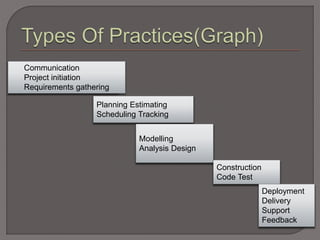 Types Of Practices(Graph)
Communication
Project initiation
Requirements gathering
Planning Estimating
Scheduling Tracking
Modelling
Analysis Design
Construction
Code Test
Deployment
Delivery
Support
Feedback